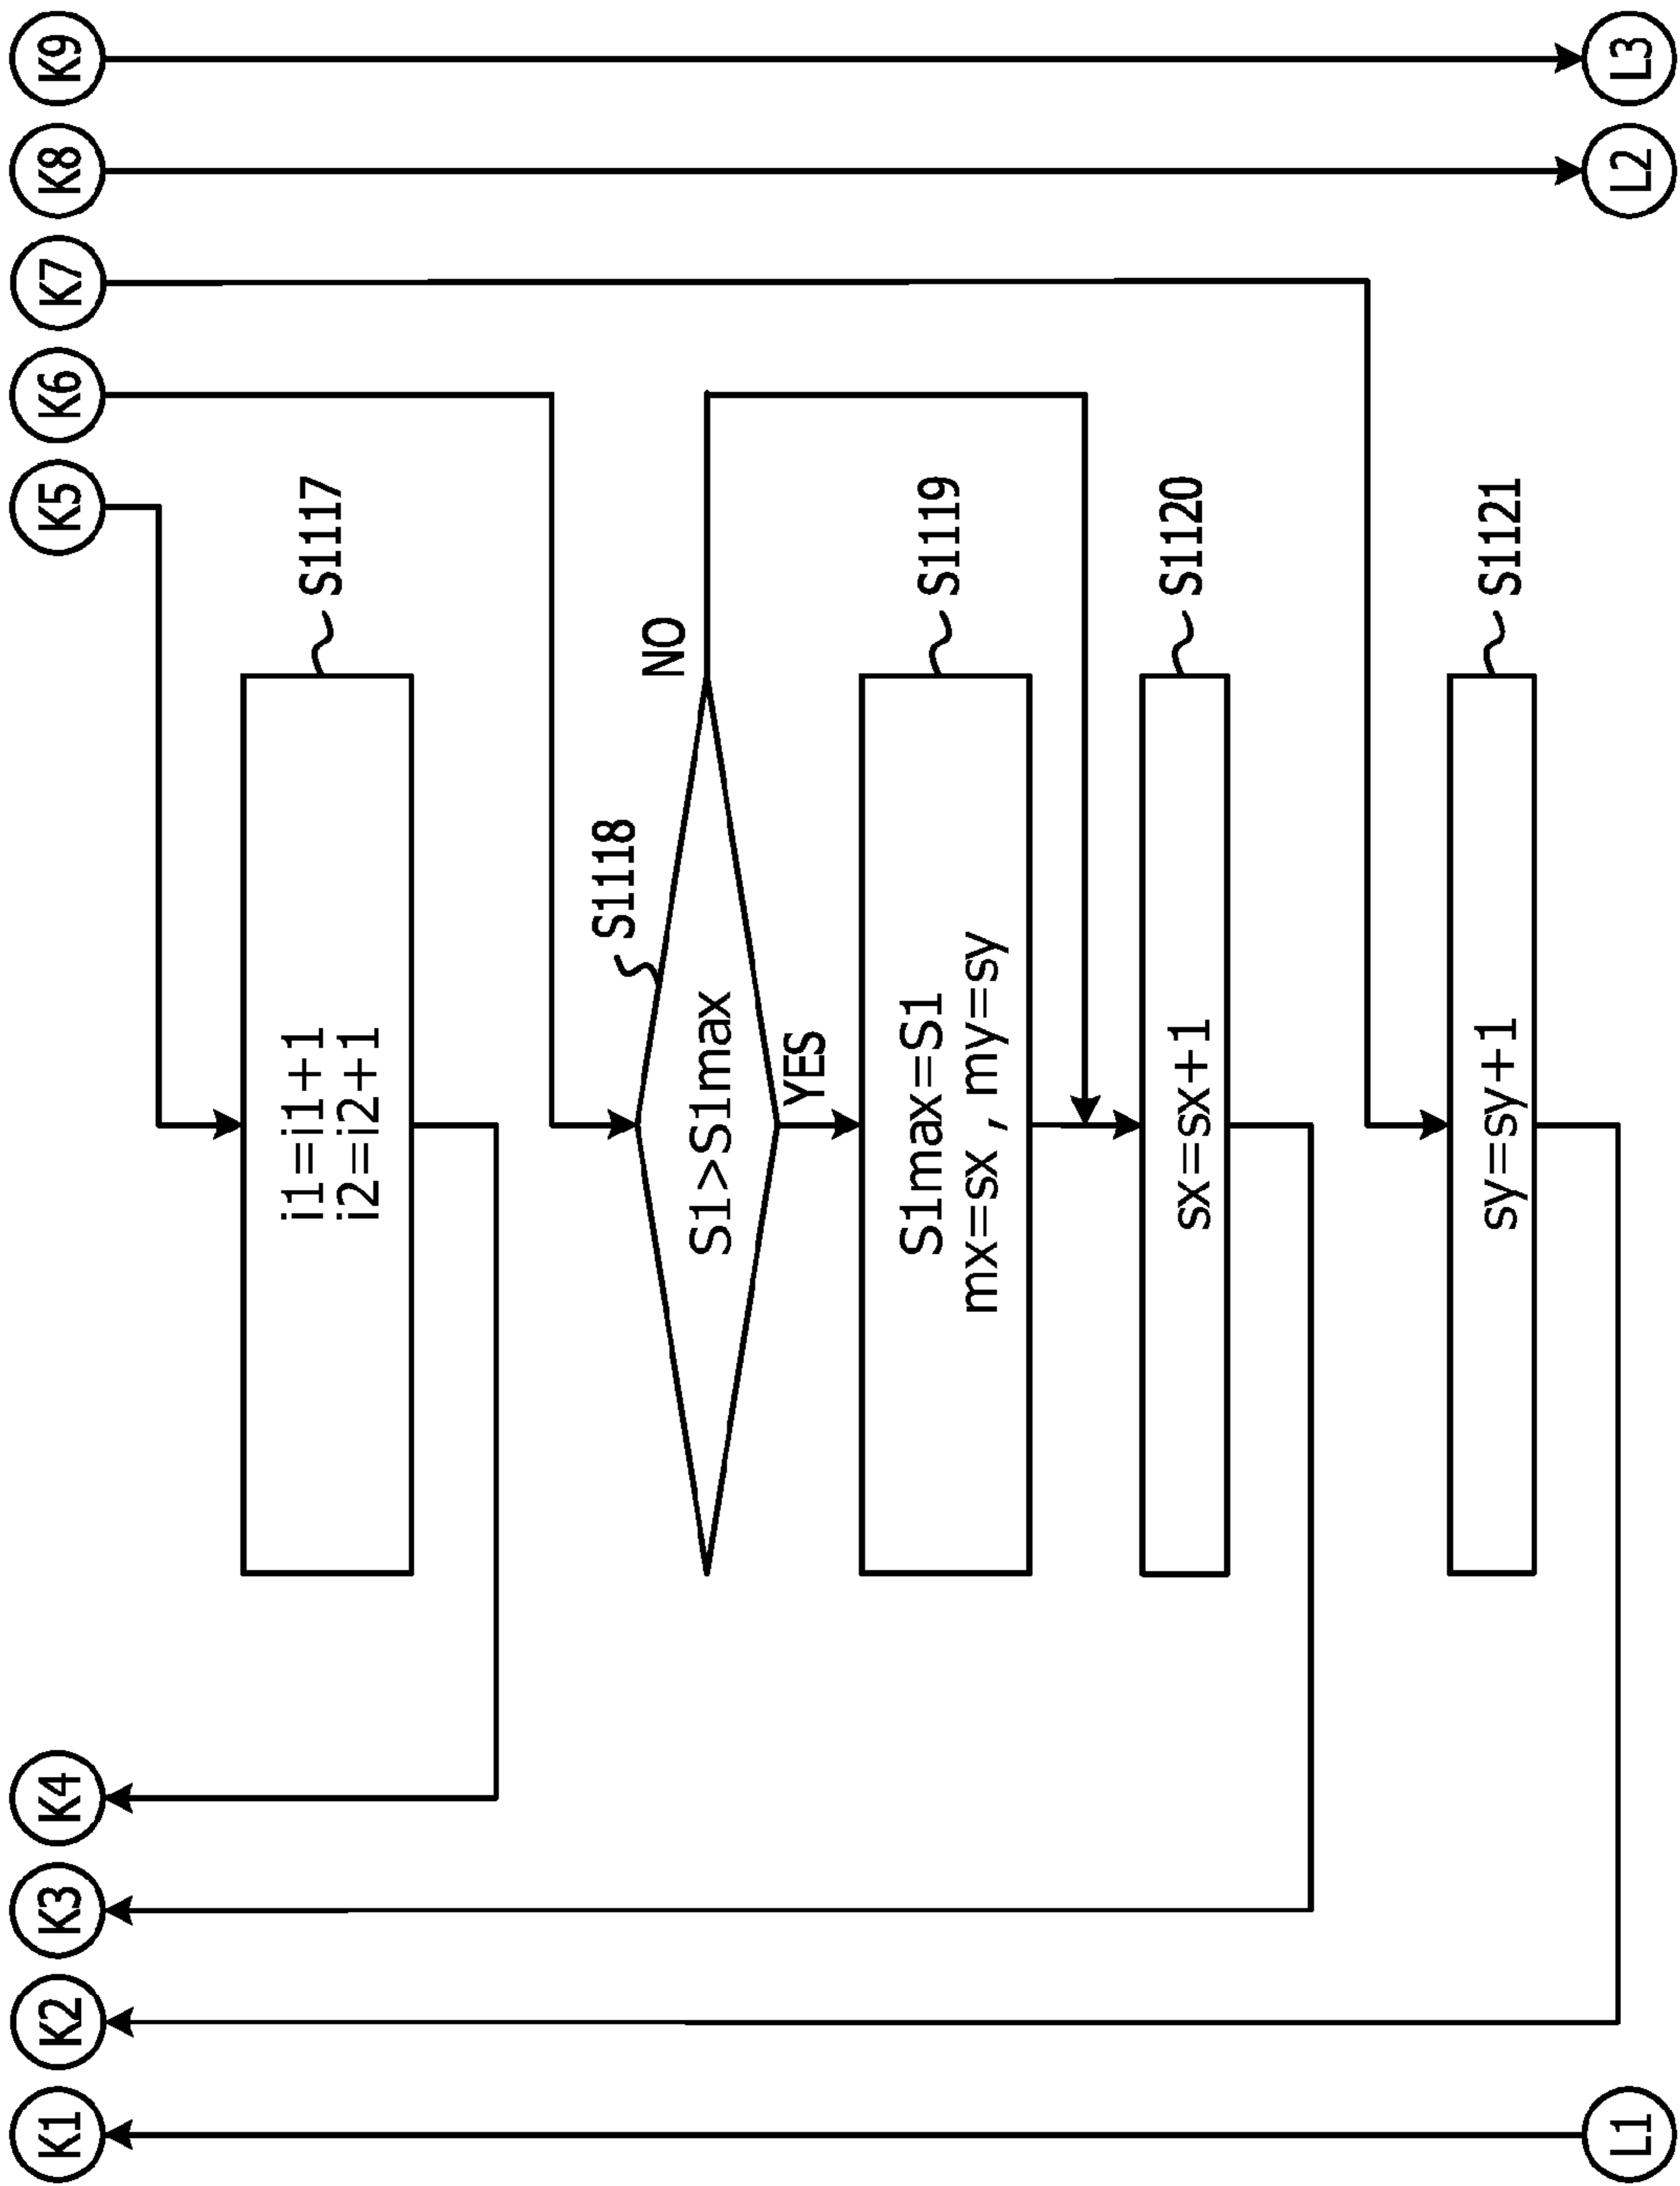 K1
K2
K3
K4
K5
K6
K7
K8
K9
S1117
i1=i1+1
i2=i2+1
S1118
NO
S1>S1max
YES
S1119
S1max=S1
mx=sx , my=sy
S1120
sx=sx+1
S1121
sy=sy+1
L1
L2
L3